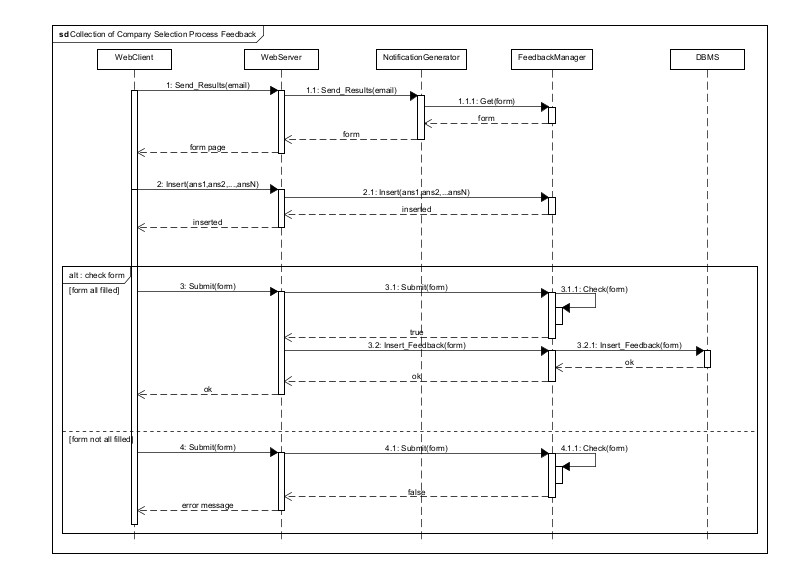 sd Collection of Company Selection Process Feedback
WebClient
WebServer
NotificationGenerator
FeedbackManager
DBMS
1: Send_Results(email)
1.1: Send_Results(email)
1.1.1: Get(form)
form
form
form page
2: Insert(ans1,ans2,...,ansN)
2.1: Insert(ans1,ans2,..,ansN)
inserted
inserted
alt : check form
[form all filled]
3: Submit(form)
3.1: Submit(form)
3.1.1: Check(form)
true
3.2: Insert_Feedback(form)
3.2.1: Insert_Feedback(form)
ok
ok
ok
[form not all filled]
4: Submit(form)
4.1: Submit(form)
4.1.1: Check(form)
false
error message